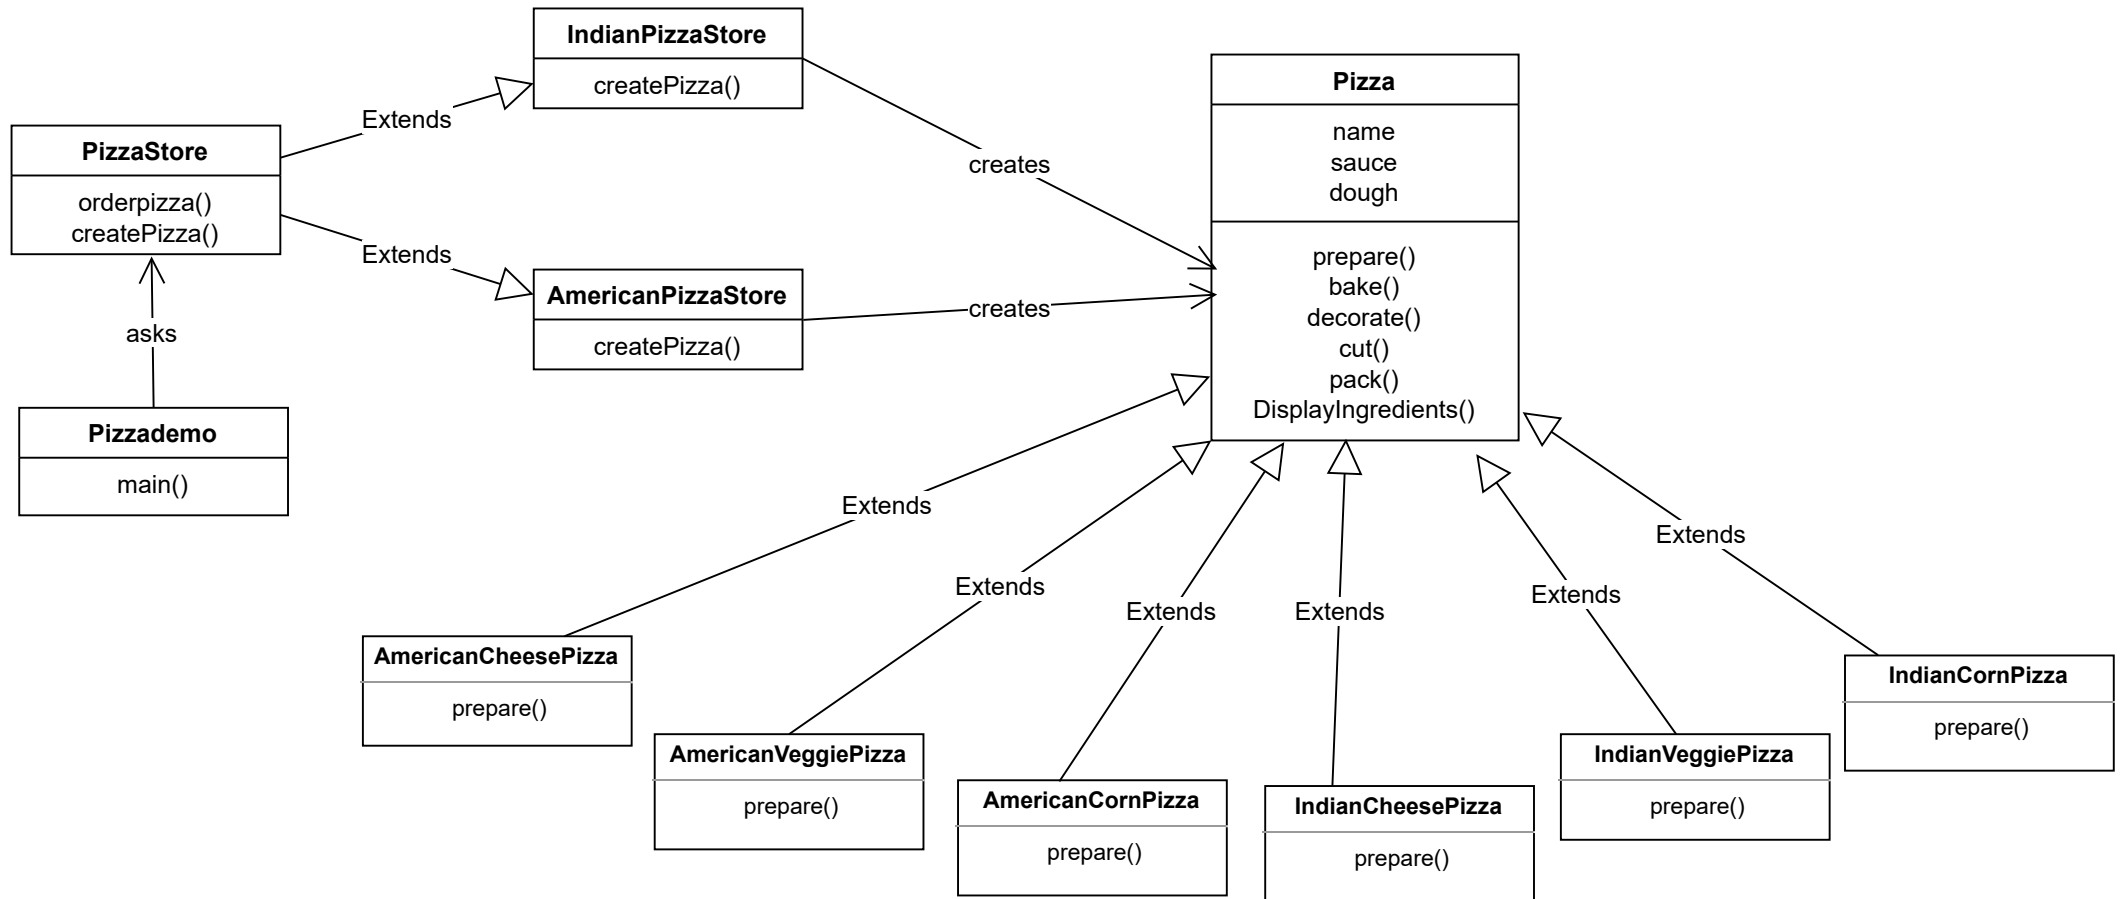 IndianPizzaStore
createPizza()
Extends
PizzaStore
orderpizza()
createPizza()
Extends
AmericanPizzaStore
createPizza()
asks
Pizzademo
main()
creates
creates
Pizza
name
sauce
dough
prepare()
bake()
decorate()
cut()
pack()
DisplayIngredients()
Extends
Extends
Extends
Extends
Extends
Extends
AmericanCheesePizza
prepare()
AmericanVeggiePizza
prepare()
AmericanCornPizza
prepare()
IndianCheesePizza
prepare()
IndianVeggiePizza
prepare()
IndianCornPizza
prepare()